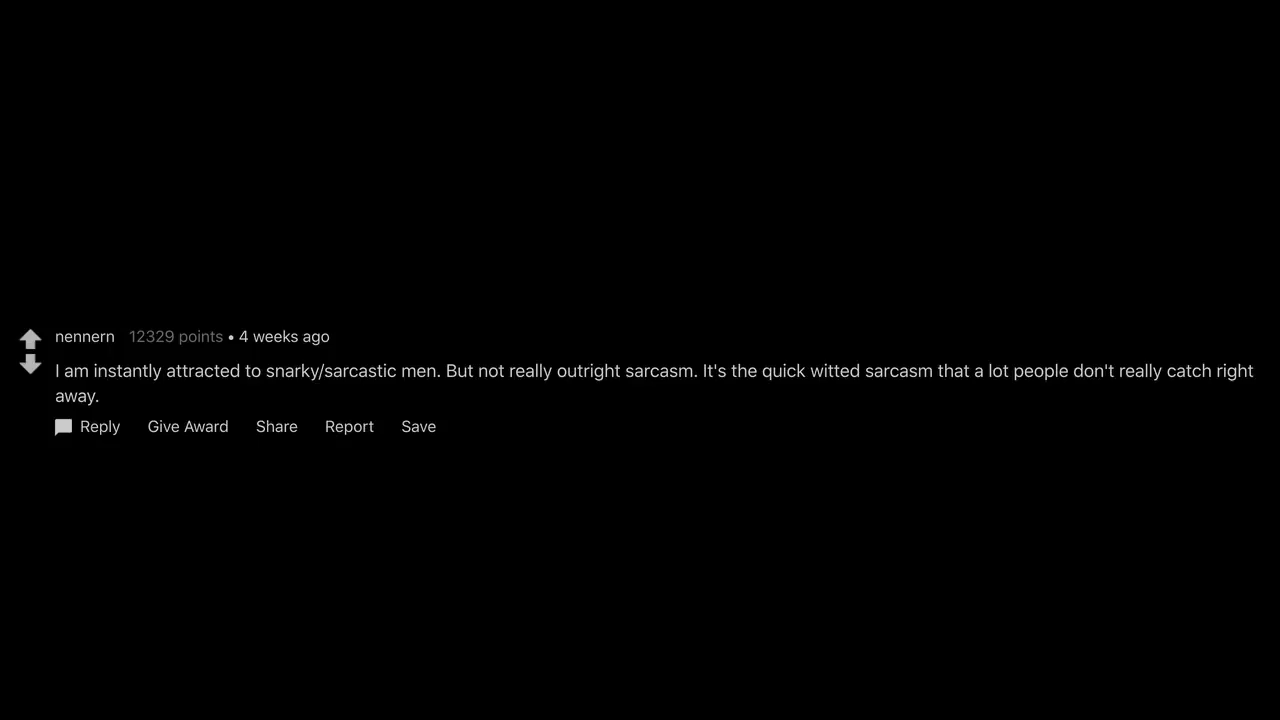 nennern 12329 points • 4 weeks ago
I am instantly attracted to snarky/sarcastic men. But not really outright sarcasm. It's the quick witted sarcasm that a lot people don't really catch right
away.
Reply Give Award Share Report Save